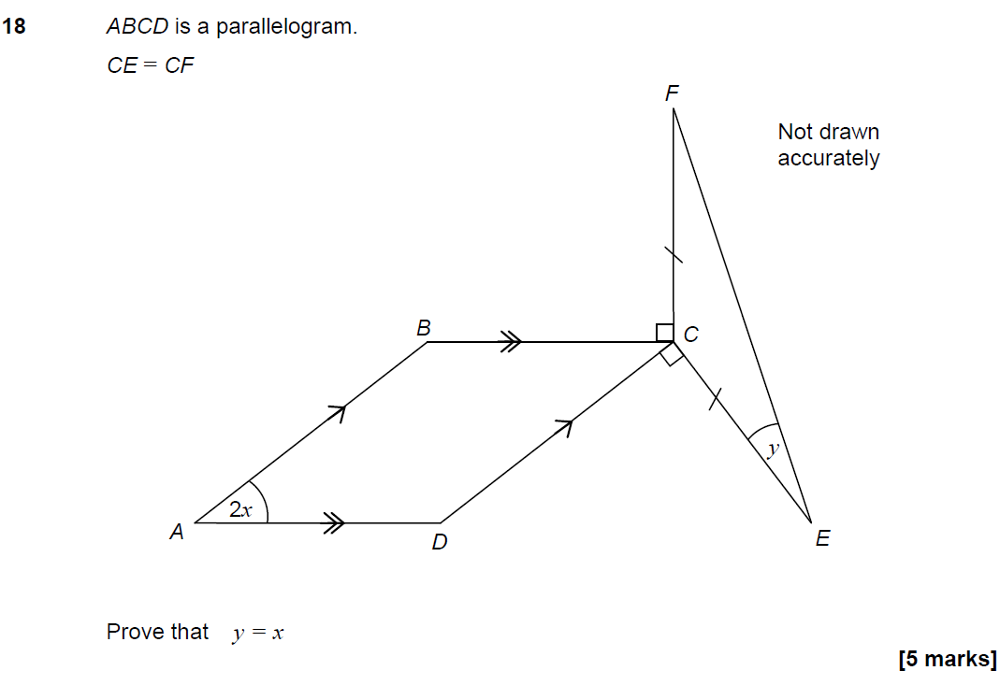 18 ABCD is a parallelogram.
CE = CF
F
Not drawn
accurately
B
C
y
2x
A
D
E
Prove that y = x
[5 marks]